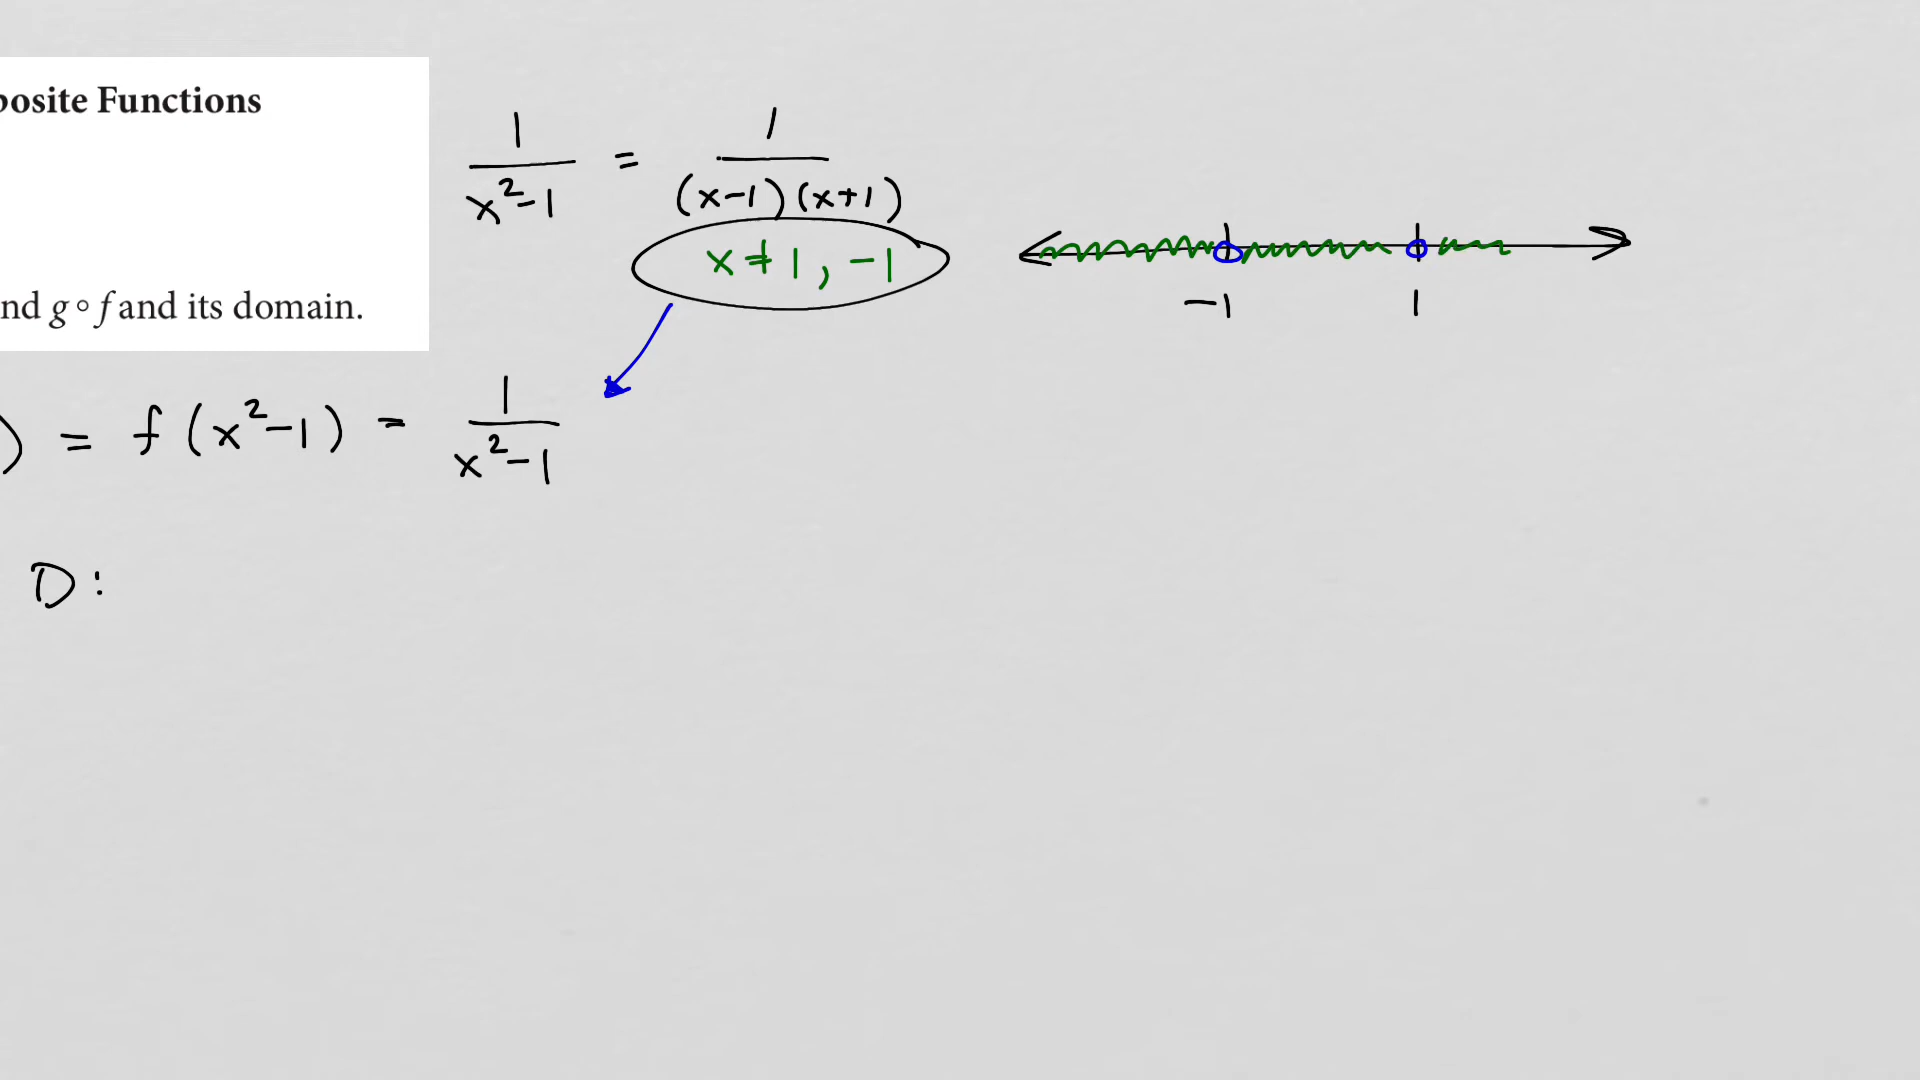 posite Functions
1/(x²-1) = 1/((x-1)(x+1))
x ≠ 1, -1
-1 1
nd g ∘ f and its domain.
) = f(x²-1) = 1/(x²-1)
D: